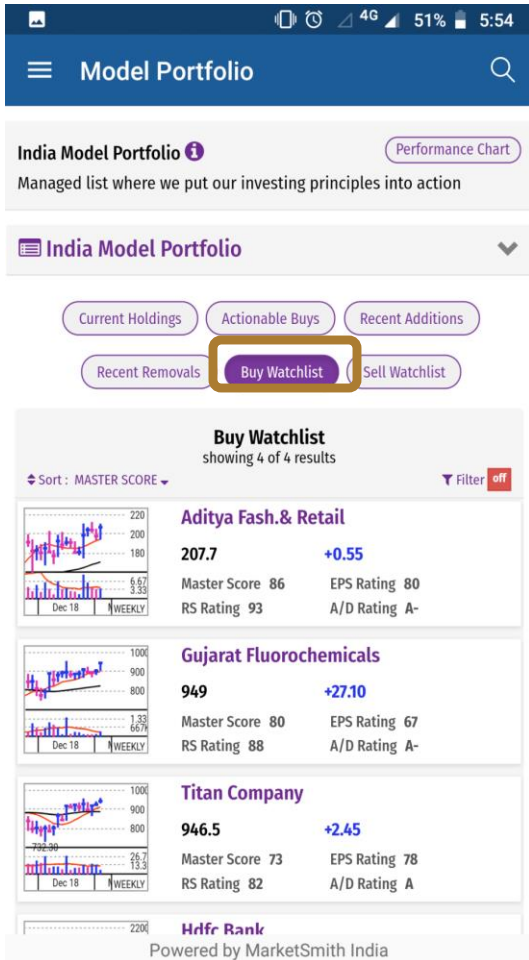 4G 51% 5:54
Model Portfolio
India Model Portfolio Performance Chart
Managed list where we put our investing principles into action
India Model Portfolio
Current Holdings Actionable Buys Recent Additions
Recent Removals Buy Watchlist Sell Watchlist
Buy Watchlist
showing 4 of 4 results
Sort : MASTER SCORE Filter off
Aditya Fash.& Retail
207.7 +0.55
Master Score 86 EPS Rating 80
RS Rating 93 A/D Rating A-
220
200
180
6.67
3.33
Dec 18 WEEKLY
Gujarat Fluorochemicals
949 +27.10
Master Score 80 EPS Rating 67
RS Rating 88 A/D Rating A-
900
800
1.33
Dec 18 WEEKLY
Titan Company
946.5 +2.45
Master Score 73 EPS Rating 78
RS Rating 82 A/D Rating A
900
800
732.30
26.7
13.3
Dec 18 WEEKLY
Hdfc Bank
Powered by MarketSmith India